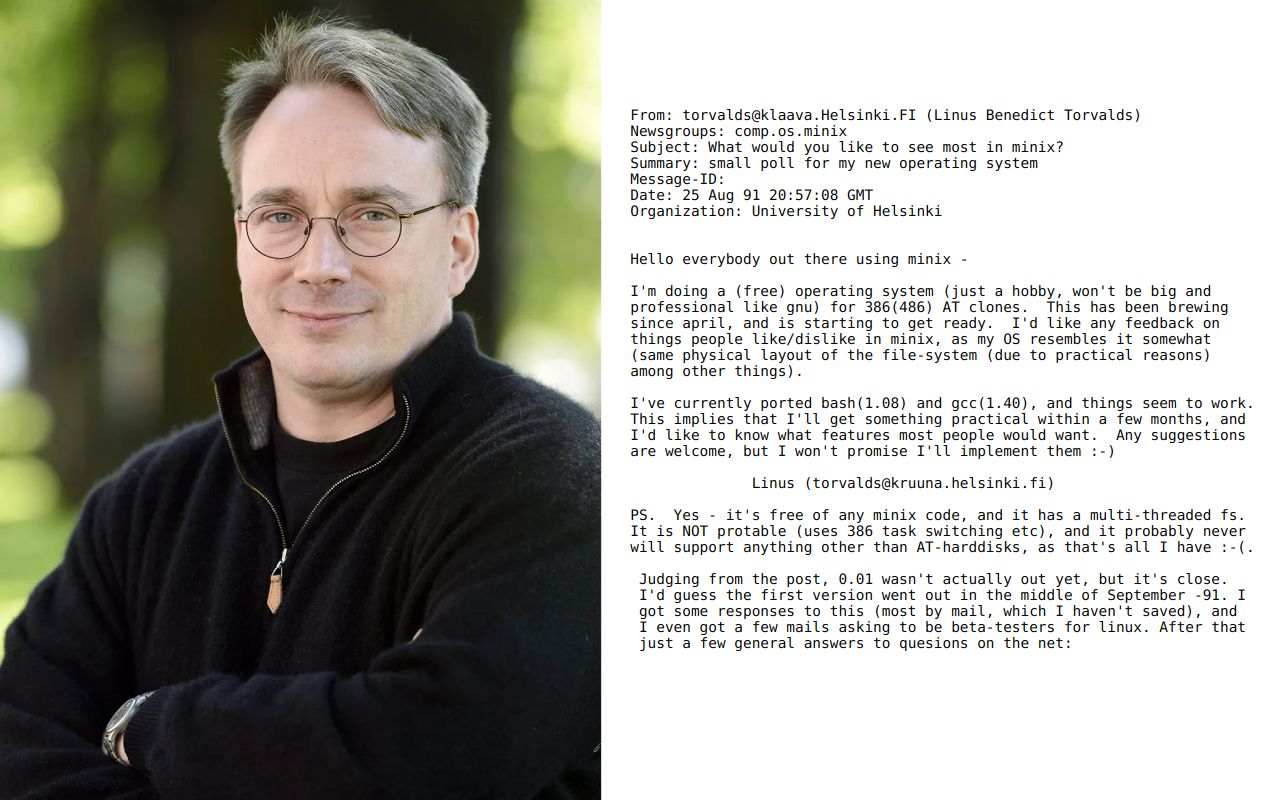 From: torvalds@klaava.Helsinki.FI (Linus Benedict Torvalds)
Newsgroups: comp.os.minix
Subject: What would you like to see most in minix?
Summary: small poll for my new operating system
Message-ID:
Date: 25 Aug 91 20:57:08 GMT
Organization: University of Helsinki
Hello everybody out there using minix -
I'm doing a (free) operating system (just a hobby, won't be big and
professional like gnu) for 386(486) AT clones.  This has been brewing
since april, and is starting to get ready.  I'd like any feedback on
things people like/dislike in minix, as my OS resembles it somewhat
(same physical layout of the file-system (due to practical reasons)
among other things).
I've currently ported bash(1.08) and gcc(1.40), and things seem to work.
This implies that I'll get something practical within a few months, and
I'd like to know what features most people would want.  Any suggestions
are welcome, but I won't promise I'll implement them :-)
Linus (torvalds@kruuna.helsinki.fi)
PS.  Yes - it's free of any minix code, and it has a multi-threaded fs.
It is NOT protable (uses 386 task switching etc), and it probably never
will support anything other than AT-harddisks, as that's all I have :-(.
Judging from the post, 0.01 wasn't actually out yet, but it's close.
I'd guess the first version went out in the middle of September -91. I
got some responses to this (most by mail, which I haven't saved), and
I even got a few mails asking to be beta-testers for linux. After that
just a few general answers to quesions on the net: